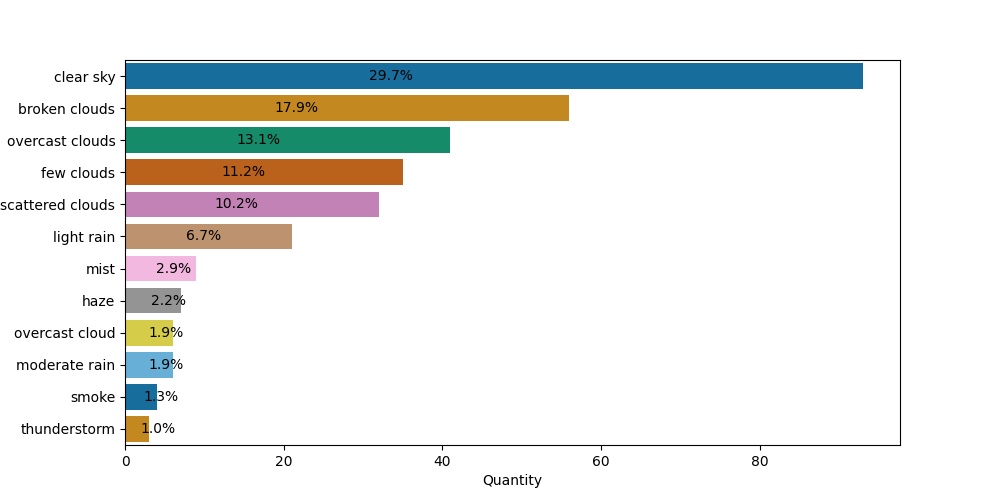 clear sky 29.7%
broken clouds 17.9%
overcast clouds 13.1%
few clouds 11.2%
scattered clouds 10.2%
light rain 6.7%
mist 2.9%
haze 2.2%
overcast cloud 1.9%
moderate rain 1.9%
smoke 1.3%
thunderstorm 1.0%
0 20 40 60 80
Quantity